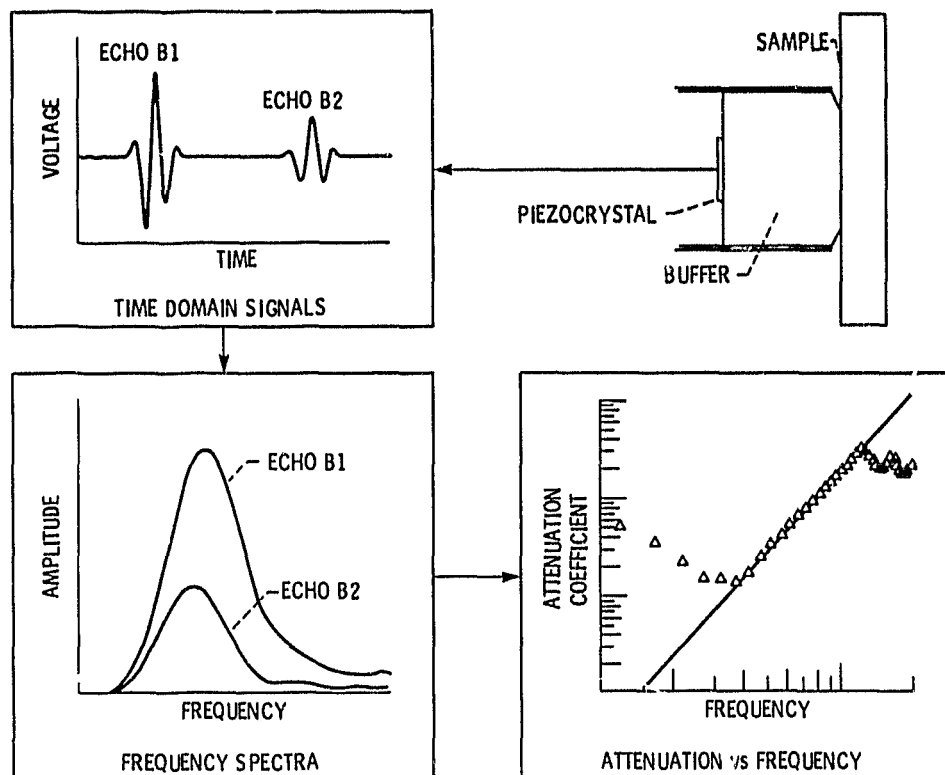 ECHO B1
ECHO B2
VOLTAGE
TIME
TIME DOMAIN SIGNALS
SAMPLE
PIEZOCRYSTAL
BUFFER
ECHO B1
ECHO B2
AMPLITUDE
FREQUENCY
FREQUENCY SPECTRA
ATTENUATION
COEFFICIENT
FREQUENCY
ATTENUATION vs FREQUENCY